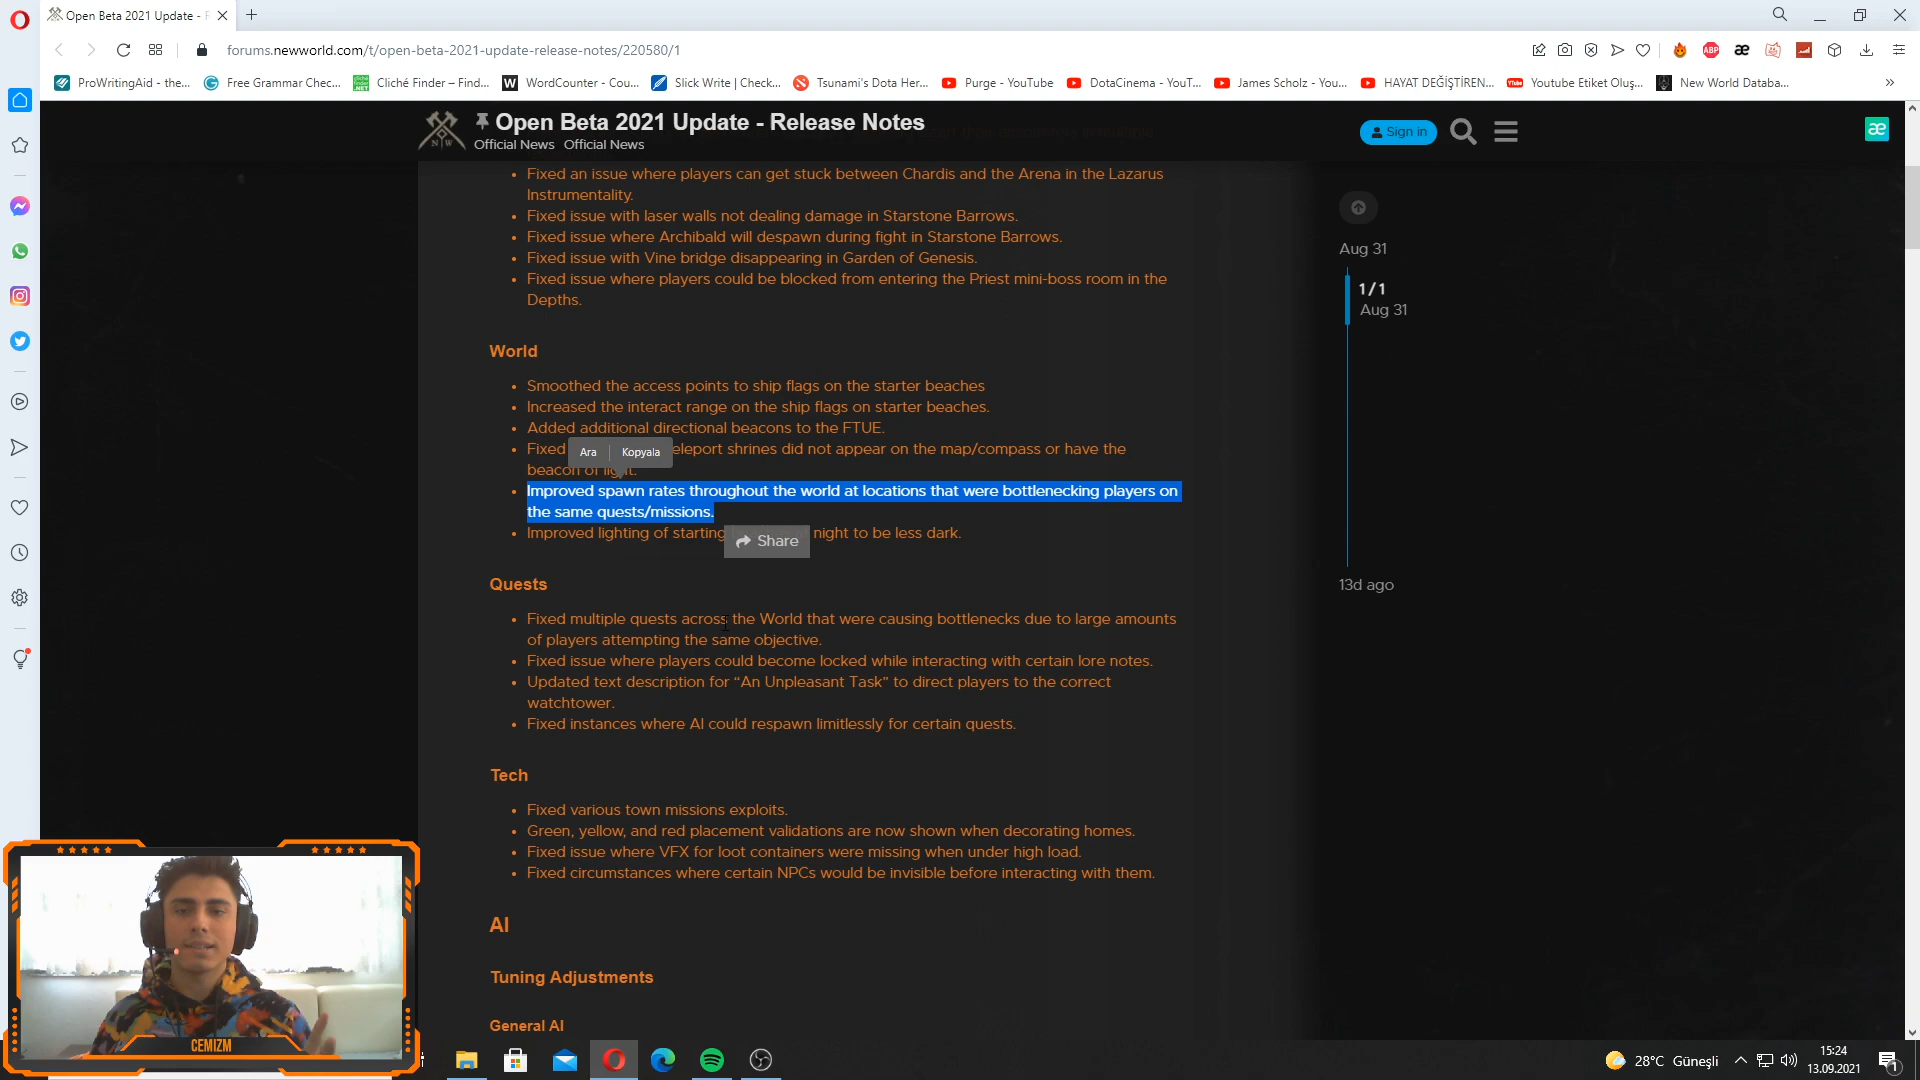 Open Beta 2021 Update - F
forums.newworld.com/t/open-beta-2021-update-release-notes/220580/1
ABP
æ
ProWritingAid - the...
Free Grammar Chec...
Cliché Finder – Find...
WordCounter - Cou...
Slick Write | Check...
Tsunami's Dota Her...
Purge - YouTube
DotaCinema - YouT...
James Scholz - You...
HAYAT DEĞİŞTİREN...
Youtube Etiket Oluş...
New World Databa...
»
Open Beta 2021 Update - Release Notes
Official News Official News
Sign in
æ
Fixed an issue where players can get stuck between Chardis and the Arena in the Lazarus
Instrumentality.
Fixed issue with laser walls not dealing damage in Starstone Barrows.
Fixed issue where Archibald will despawn during fight in Starstone Barrows.
Fixed issue with Vine bridge disappearing in Garden of Genesis.
Fixed issue where players could be blocked from entering the Priest mini-boss room in the
Depths.
Aug 31
1/1
Aug 31
13d ago
World
Smoothed the access points to ship flags on the starter beaches
Increased the interact range on the ship flags on starter beaches.
Added additional directional beacons to the FTUE.
Fixed eleport shrines did not appear on the map/compass or have the
Ara Kopyala
beacon of light.
Improved spawn rates throughout the world at locations that were bottlenecking players on
the same quests/missions.
Improved lighting of starting night to be less dark.
Share
Quests
Fixed multiple quests across the World that were causing bottlenecks due to large amounts
of players attempting the same objective.
Fixed issue where players could become locked while interacting with certain lore notes.
Updated text description for “An Unpleasant Task” to direct players to the correct
watchtower.
Fixed instances where AI could respawn limitlessly for certain quests.
Tech
Fixed various town missions exploits.
Green, yellow, and red placement validations are now shown when decorating homes.
Fixed issue where VFX for loot containers were missing when under high load.
Fixed circumstances where certain NPCs would be invisible before interacting with them.
AI
Tuning Adjustments
General AI
CEMIZM
28°C Güneşli
15:24
13.09.2021
1